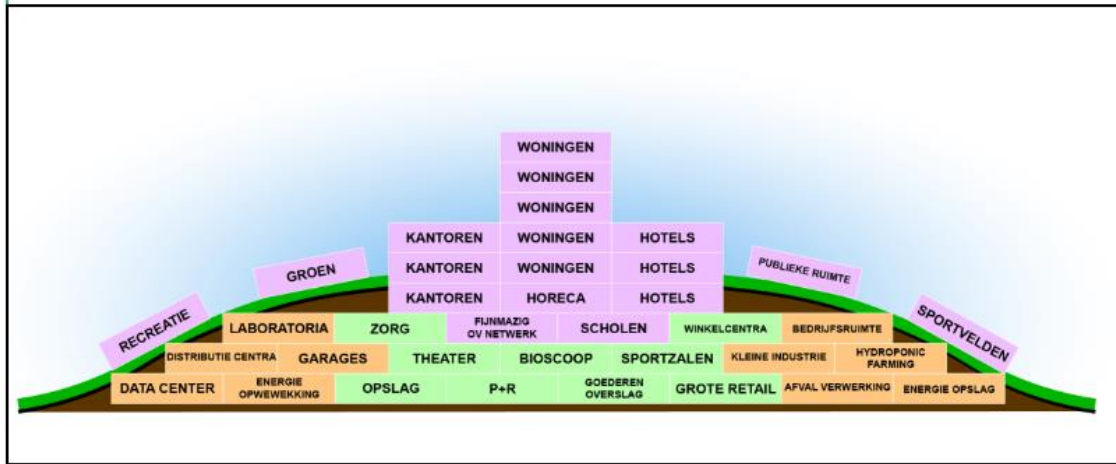 WONINGEN
WONINGEN
WONINGEN
KANTOREN WONINGEN HOTELS
KANTOREN WONINGEN HOTELS
KANTOREN HORECA HOTELS
GROEN
PUBLIEKE RUIMTE
RECREATIE
SPORTVELDEN
LABORATORIA ZORG FIJNMAZIG
OV NETWERK SCHOLEN WINKELCENTRA BEDRIJFSRUIMTE
DISTRIBUTIE CENTRA GARAGES THEATER BIOSCOOP SPORTZALEN KLEINE INDUSTRIE HYDROPONIC
FARMING
DATA CENTER ENERGIE
OPWEWEKKING OPSLAG P+R GOEDEREN
OVERSLAG GROTE RETAIL AFVAL VERWERKING ENERGIE OPSLAG